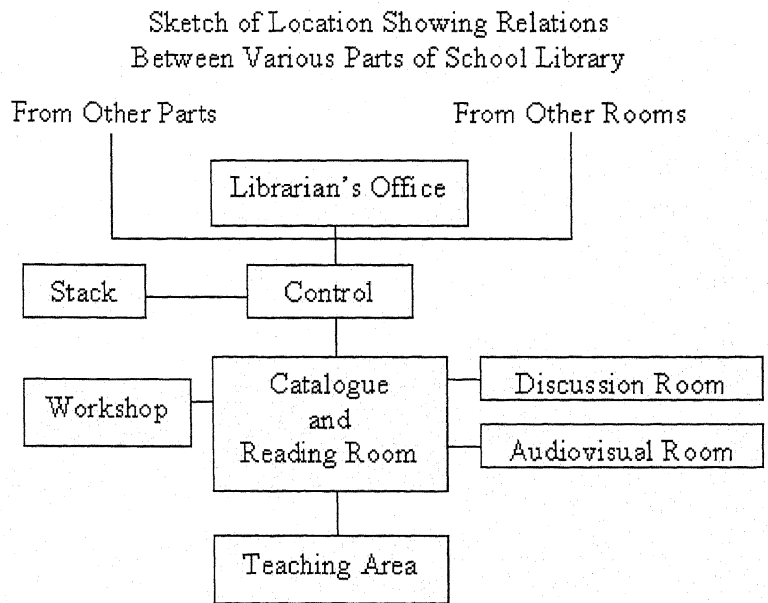 Sketch of Location Showing Relations
Between Various Parts of School Library
From Other Parts
From Other Rooms
Librarian's Office
Stack
Control
Workshop
Catalogue
and
Reading Room
Discussion Room
Audiovisual Room
Teaching Area